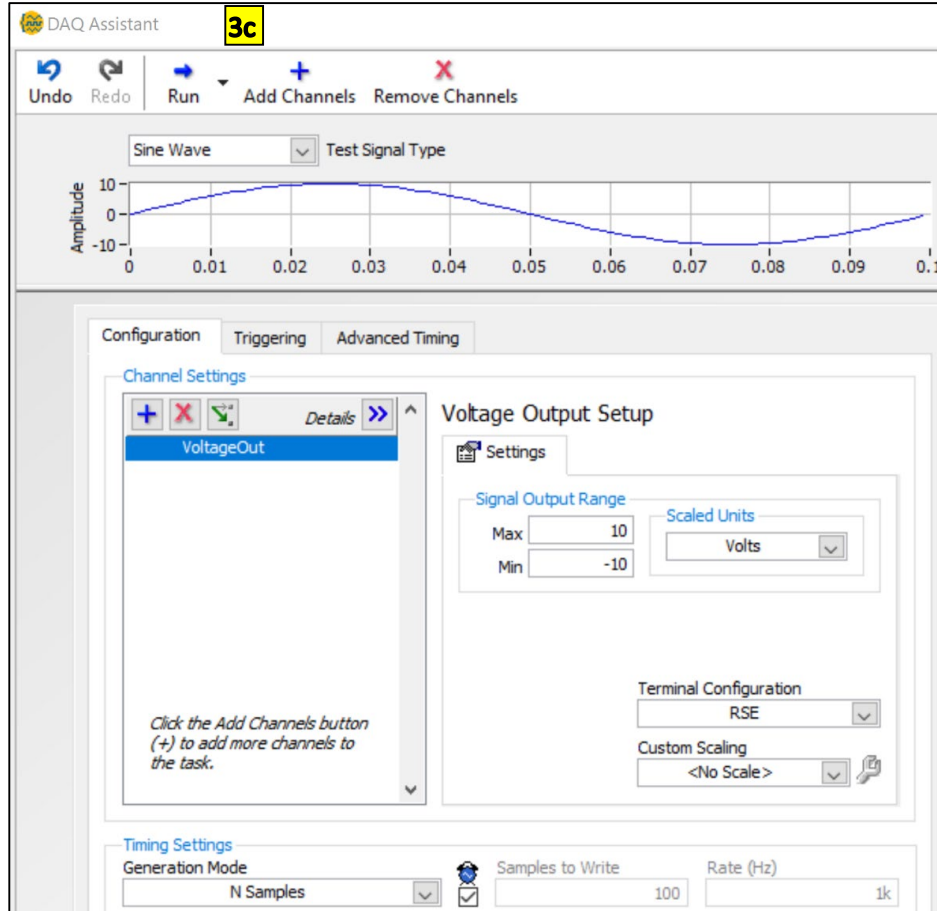 DAQ Assistant
3c
Undo Redo Run Add Channels Remove Channels
Sine Wave Test Signal Type
Amplitude
10
0
-10
0 0.01 0.02 0.03 0.04 0.05 0.06 0.07 0.08 0.09 0.1
Configuration Triggering Advanced Timing
Channel Settings
Details
VoltageOut
Click the Add Channels button
(+) to add more channels to
the task.
Voltage Output Setup
Settings
Signal Output Range
Max 10
Min -10
Scaled Units
Volts
Terminal Configuration
RSE
Custom Scaling
<No Scale>
Timing Settings
Generation Mode Samples to Write Rate (Hz)
N Samples 100 1k